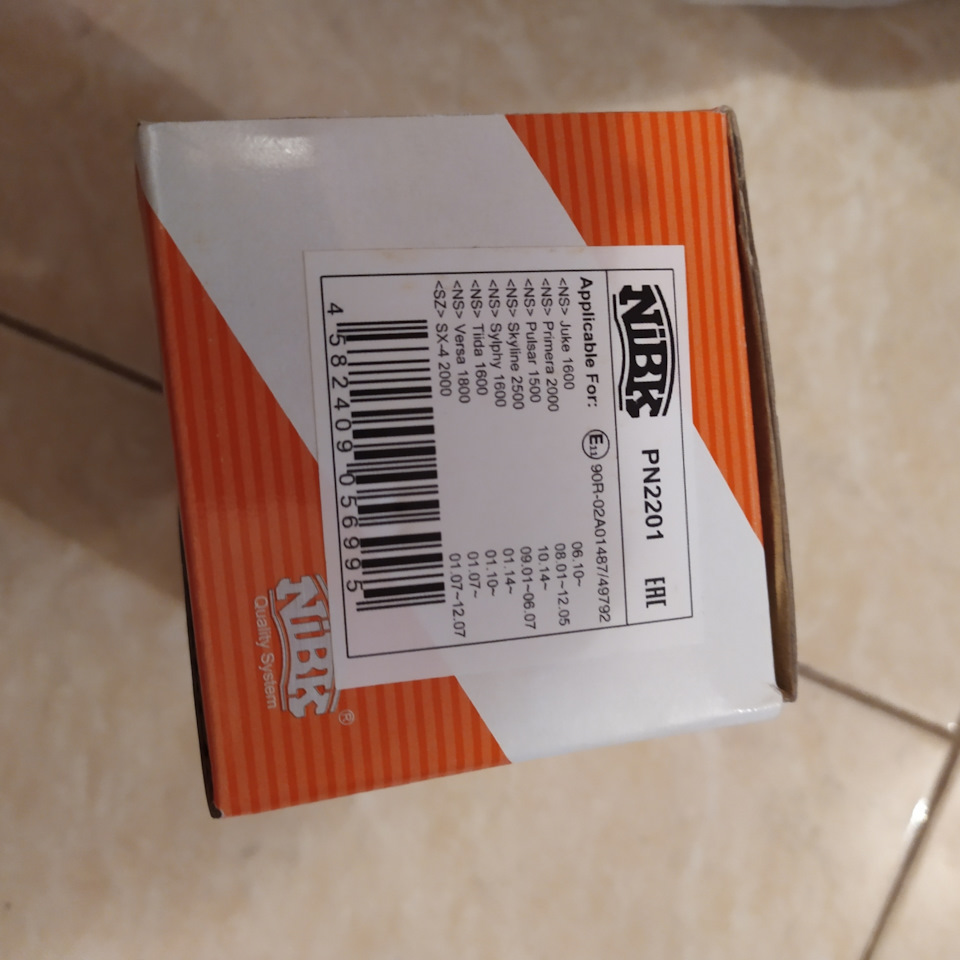 NiBK PN2201 EAC
Applicable For: E11 90R-02A01487/49792
<NS> Juke 1600 06.10~
<NS> Primera 2000 08.01~12.05
<NS> Pulsar 1500 10.14~
<NS> Skyline 2500 09.01~06.07
<NS> Sylphy 1600 01.14~
<NS> Tiida 1600 01.10~
<NS> Versa 1800 01.07~
<SZ> SX-4 2000 01.07~12.07
4 582409 056995
NiBK ®
Quality System